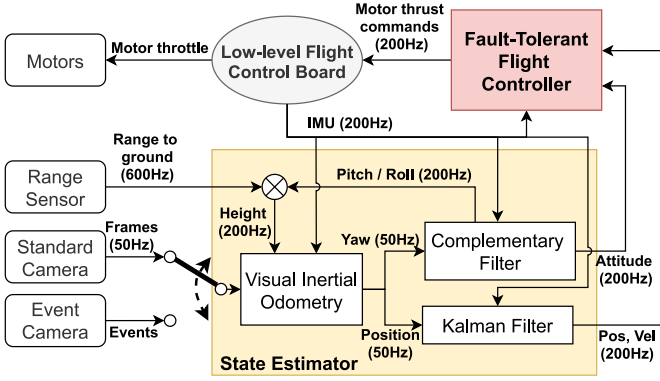 Motor thrust
commands
(200Hz)
Motor throttle
Motors
Low-level Flight
Control Board
Fault-Tolerant
Flight
Controller
IMU (200Hz)
Range to
ground
(600Hz)
Range
Sensor
Pitch / Roll (200Hz)
Height
(200Hz)
Frames
(50Hz)
Standard
Camera
Yaw (50Hz)
Complementary
Filter
Visual Inertial
Odometry
Attitude
(200Hz)
Event
Camera
Events
Position
(50Hz)
Kalman Filter
Pos, Vel
(200Hz)
State Estimator